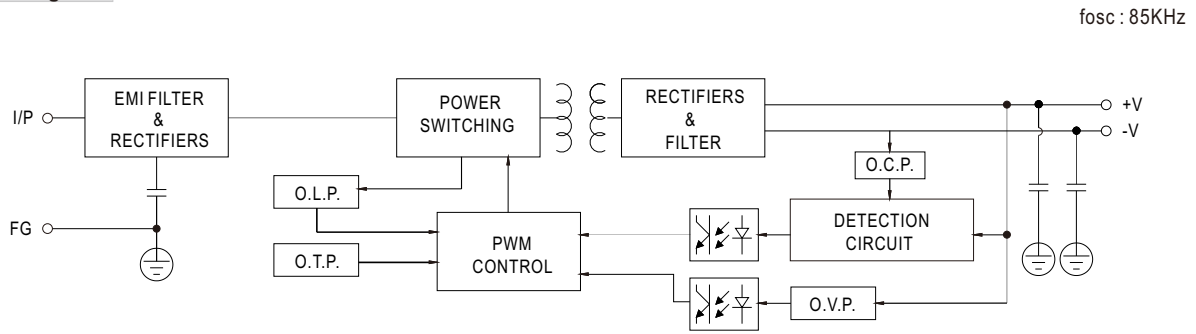 fosc : 85KHz
I/P
EMI FILTER
&
RECTIFIERS
POWER
SWITCHING
RECTIFIERS
&
FILTER
+V
-V
O.C.P.
O.L.P.
FG
O.T.P.
PWM
CONTROL
DETECTION
CIRCUIT
O.V.P.